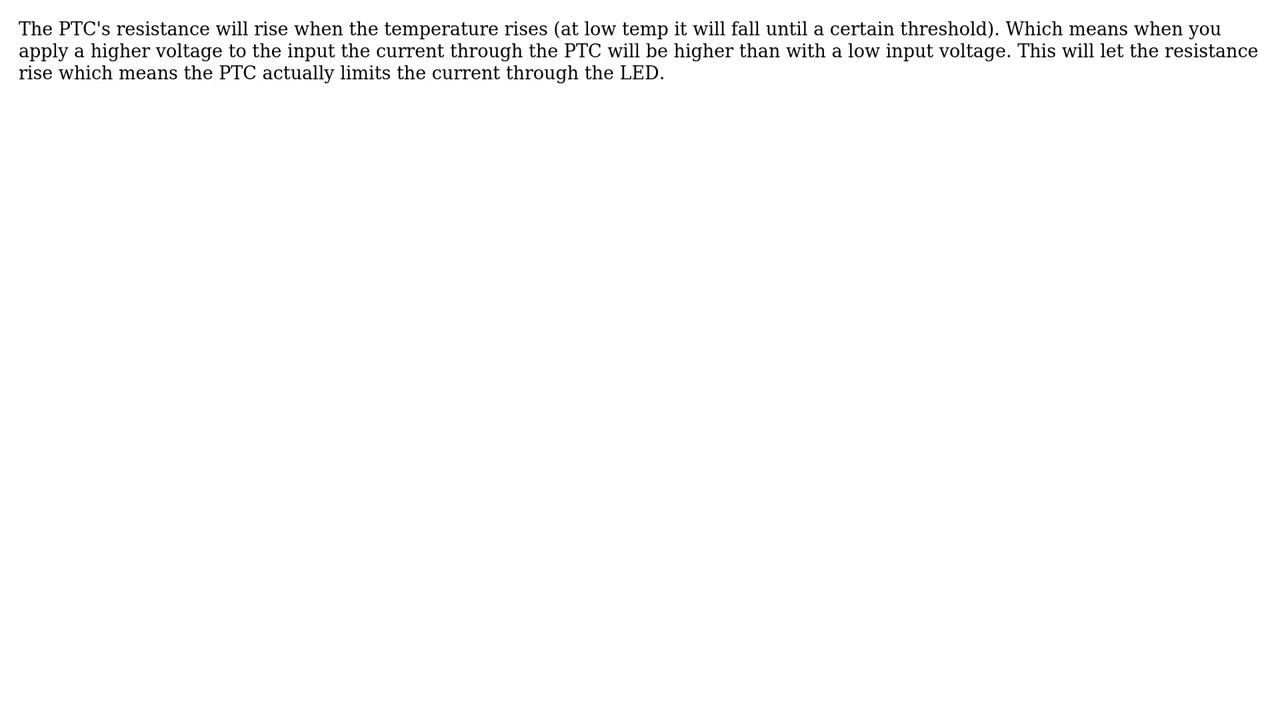 The PTC's resistance will rise when the temperature rises (at low temp it will fall until a certain threshold). Which means when you
apply a higher voltage to the input the current through the PTC will be higher than with a low input voltage. This will let the resistance
rise which means the PTC actually limits the current through the LED.